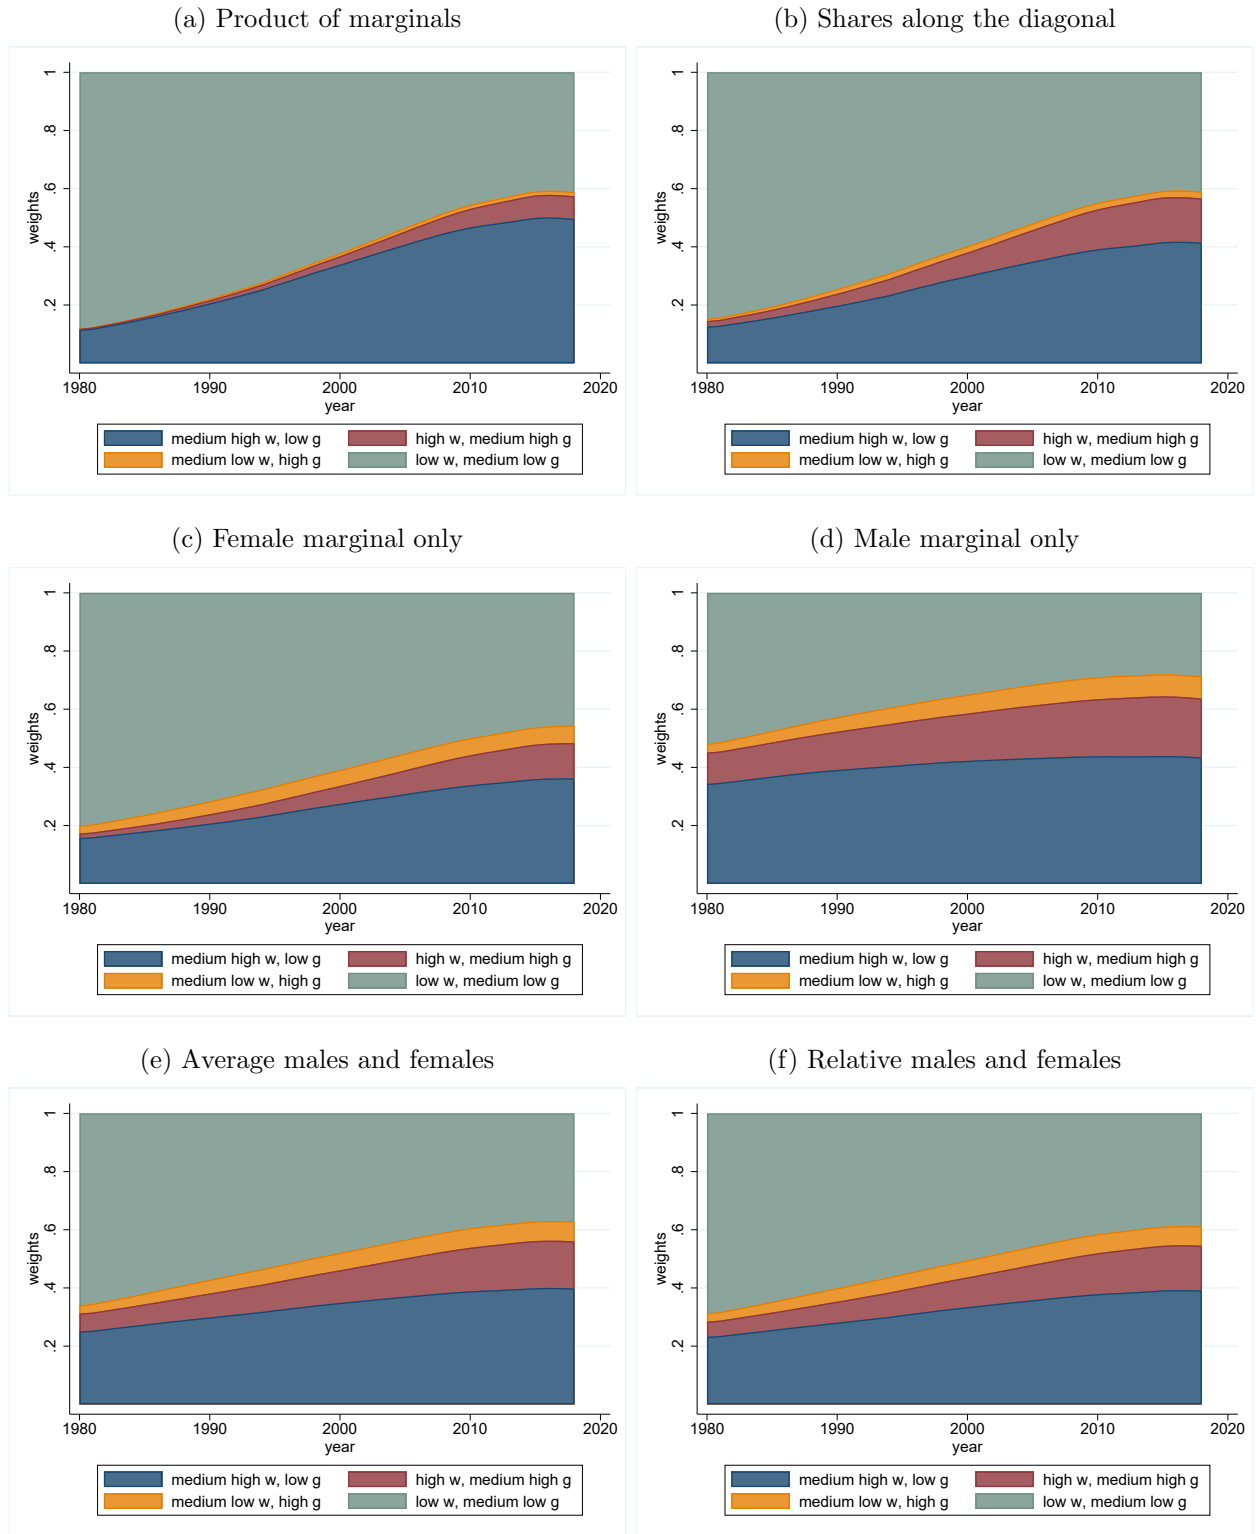 (a) Product of marginals
1
.8
.6
.4
.2
weights
1980 1990 2000 2010 2020
year
medium high w, low g
high w, medium high g
medium low w, high g
low w, medium low g
(b) Shares along the diagonal
1
.8
.6
.4
.2
weights
1980 1990 2000 2010 2020
year
medium high w, low g
high w, medium high g
medium low w, high g
low w, medium low g
(c) Female marginal only
1
.8
.6
.4
.2
weights
1980 1990 2000 2010 2020
year
medium high w, low g
high w, medium high g
medium low w, high g
low w, medium low g
(d) Male marginal only
1
.8
.6
.4
.2
weights
1980 1990 2000 2010 2020
year
medium high w, low g
high w, medium high g
medium low w, high g
low w, medium low g
(e) Average males and females
1
.8
.6
.4
.2
weights
1980 1990 2000 2010 2020
year
medium high w, low g
high w, medium high g
medium low w, high g
low w, medium low g
(f) Relative males and females
1
.8
.6
.4
.2
weights
1980 1990 2000 2010 2020
year
medium high w, low g
high w, medium high g
medium low w, high g
low w, medium low g